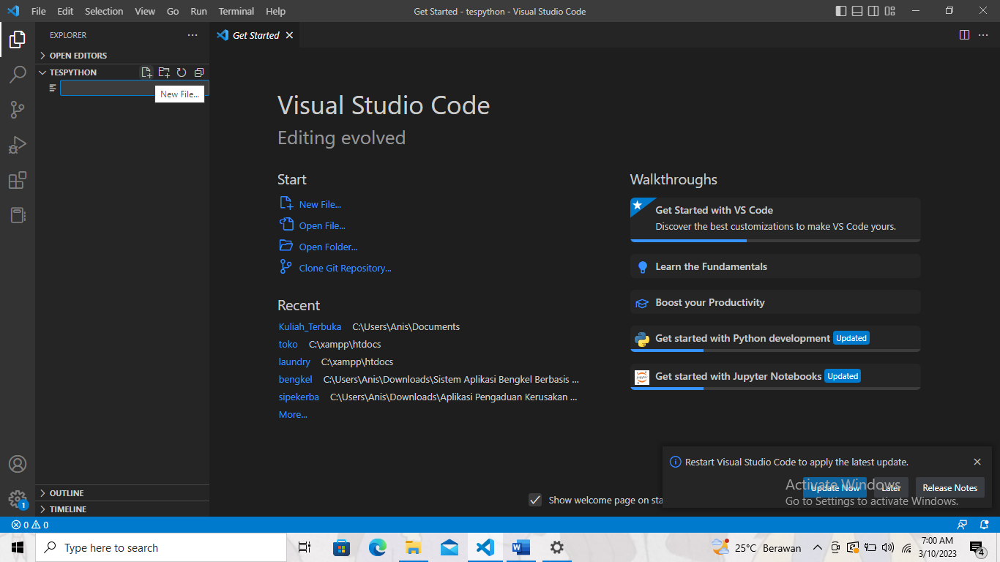 File Edit Selection View Go Run Terminal Help
Get Started - tespython - Visual Studio Code
EXPLORER
Get Started
OPEN EDITORS
TESPYTHON
New File...
Visual Studio Code
Editing evolved
Start
New File...
Open File...
Open Folder...
Clone Git Repository...
Recent
Kuliah_Terbuka C:\Users\Anis\Documents
toko C:\xampp\htdocs
laundry C:\xampp\htdocs
bengkel C:\Users\Anis\Downloads\Sistem Aplikasi Bengkel Berbasis ...
sipekerba C:\Users\Anis\Downloads\Aplikasi Pengaduan Kerusakan ...
More...
Walkthroughs
Get Started with VS Code
Discover the best customizations to make VS Code yours.
Learn the Fundamentals
Boost your Productivity
Get started with Python development Updated
Get started with Jupyter Notebooks Updated
Restart Visual Studio Code to apply the latest update.
Update Now Later Release Notes
Activate Windows
Go to Settings to activate Windows.
Show welcome page on sta
OUTLINE
TIMELINE
1
0 0
Type here to search
25°C Berawan
7:00 AM
3/10/2023
4